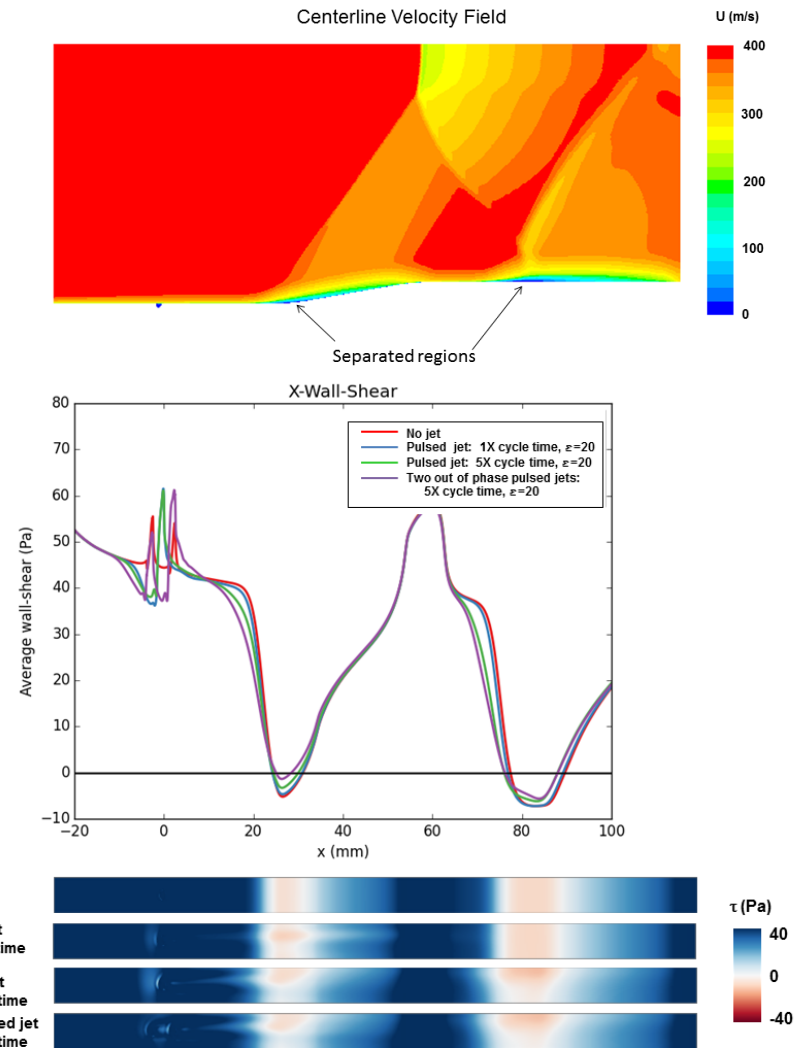 Centerline Velocity Field
U (m/s)
400
300
200
100
0
Separated regions
X-Wall-Shear
80
70
60
50
40
30
20
10
0
−10
Average wall-shear (Pa)
No jet
Pulsed jet: 1X cycle time, ε=20
Pulsed jet: 5X cycle time, ε=20
Two out of phase pulsed jets:
5X cycle time, ε=20
−20 0 20 40 60 80 100
x (mm)
τ (Pa)
40
0
-40
time
time
jet
time